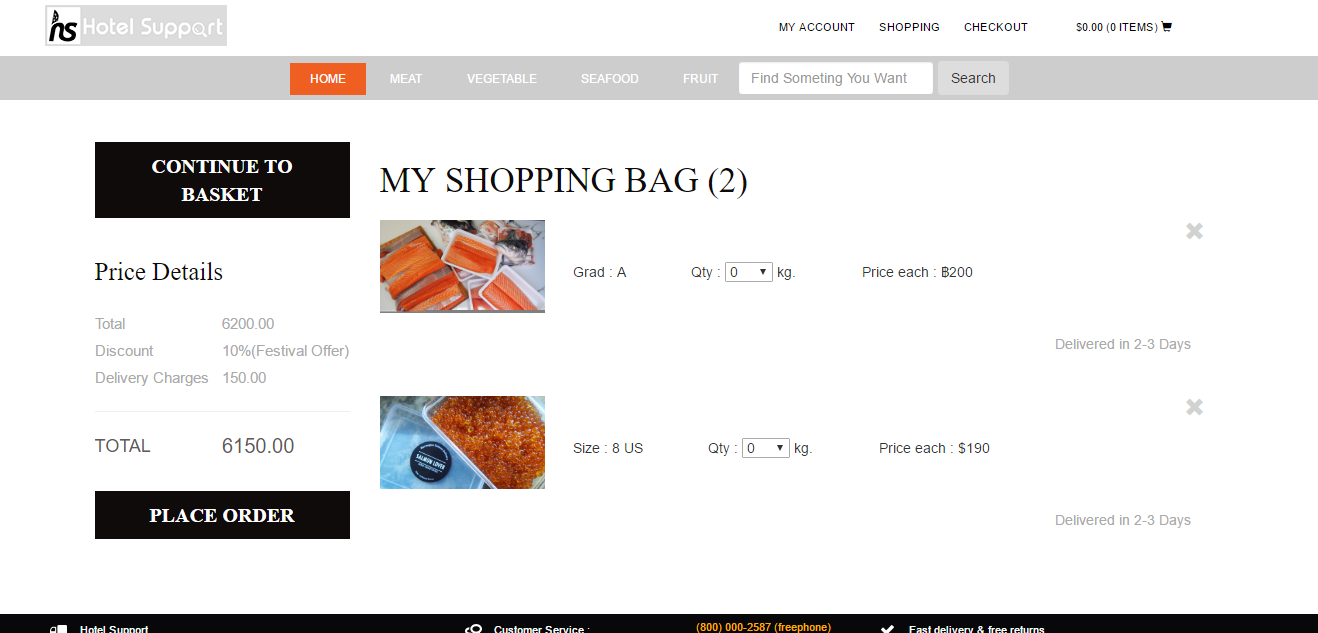 hs Hotel Support
MY ACCOUNT SHOPPING CHECKOUT $0.00 (0 ITEMS)
HOME MEAT VEGETABLE SEAFOOD FRUIT Find Someting You Want Search
CONTINUE TO
BASKET
Price Details
Total 6200.00
Discount 10%(Festival Offer)
Delivery Charges 150.00
TOTAL 6150.00
PLACE ORDER
MY SHOPPING BAG (2)
Grad : A Qty : 0 kg. Price each : ฿200
Delivered in 2-3 Days
SALMON LOVER
Size : 8 US Qty : 0 kg. Price each : $190
Delivered in 2-3 Days
Hotel Support Customer Service : (800) 000-2587 (freephone) Fast delivery & free returns